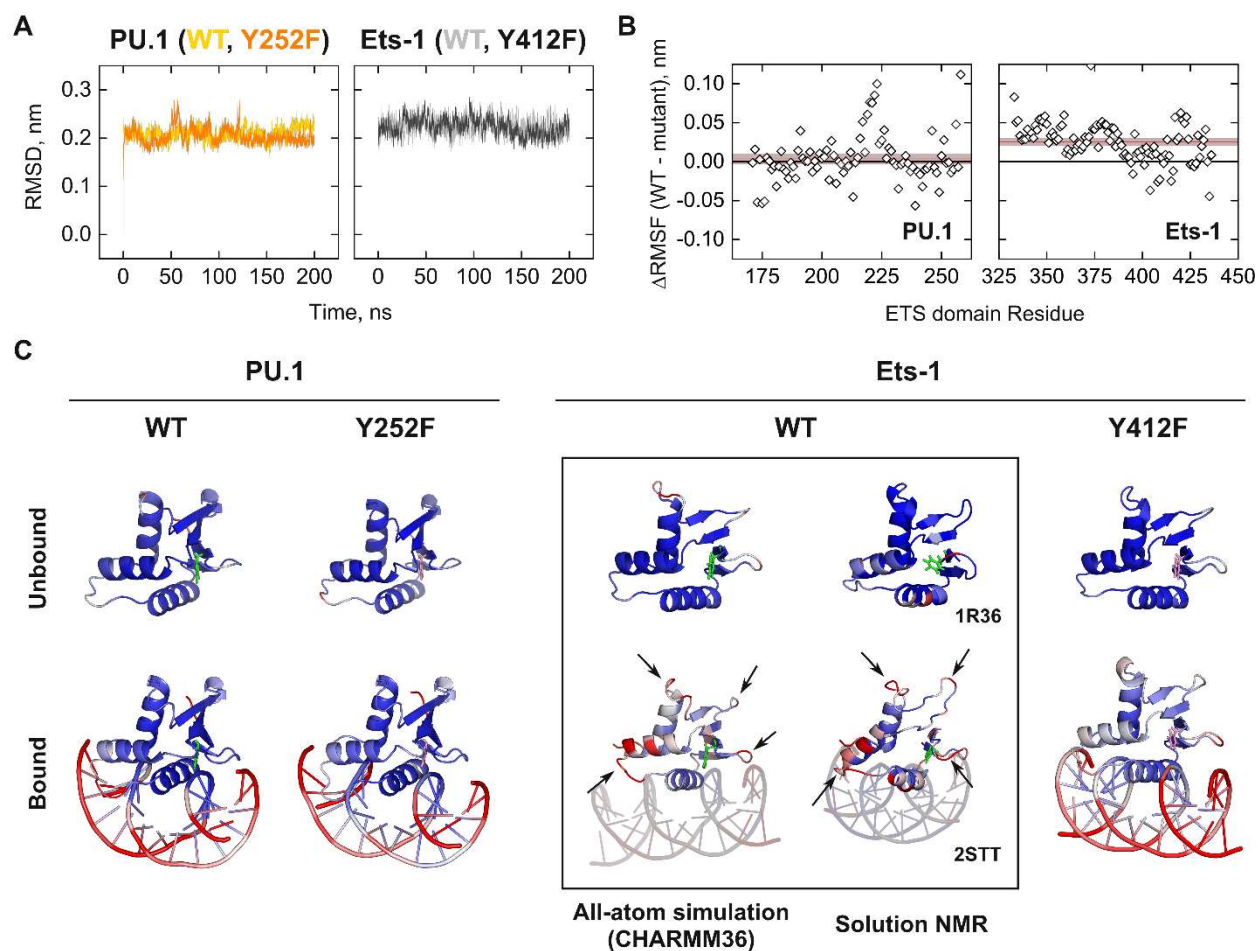 A
PU.1 (WT, Y252F)
Ets-1 (WT, Y412F)
RMSD, nm
0.3
0.2
0.1
0.0
0 50 100 150 200
0 50 100 150 200
Time, ns
B
ΔRMSF (WT - mutant), nm
0.10
0.05
0.00
-0.05
-0.10
PU.1
Ets-1
175 200 225 250
325 350 375 400 425 450
ETS domain Residue
C
PU.1
Ets-1
WT
Y252F
WT
Y412F
Unbound
1R36
Bound
2STT
All-atom simulation
(CHARMM36)
Solution NMR